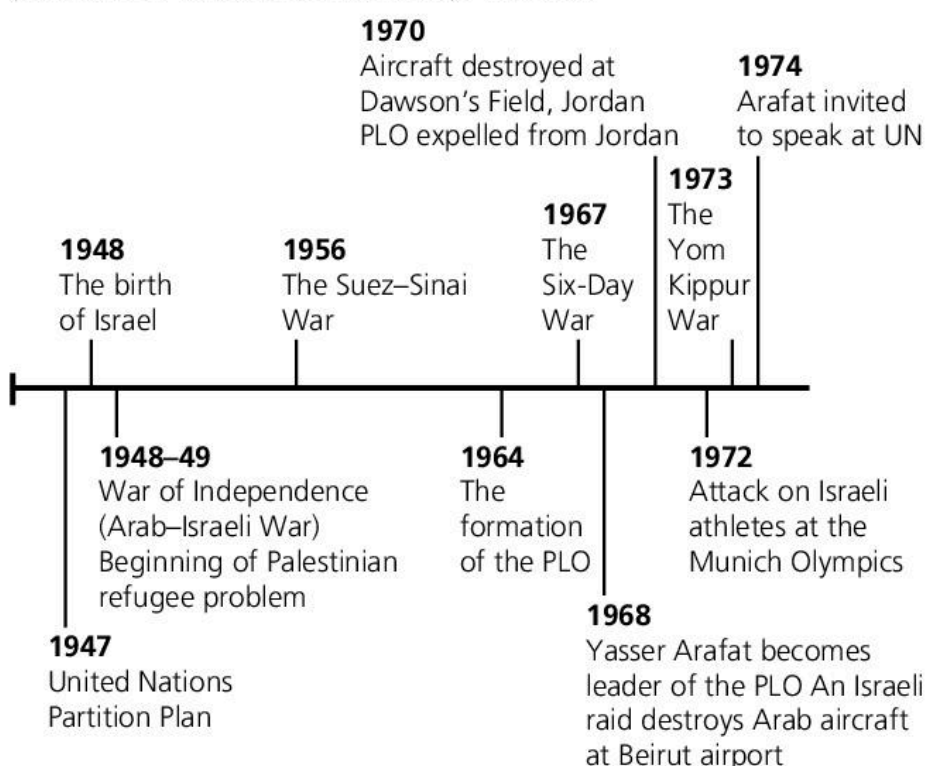 1970
Aircraft destroyed at
Dawson's Field, Jordan
PLO expelled from Jordan
1974
Arafat invited
to speak at UN
1973
The
Yom
Kippur
War
1967
The
Six-Day
War
1948
The birth
of Israel
1956
The Suez–Sinai
War
1948–49
War of Independence
(Arab–Israeli War)
Beginning of Palestinian
refugee problem
1964
The
formation
of the PLO
1972
Attack on Israeli
athletes at the
Munich Olympics
1947
United Nations
Partition Plan
1968
Yasser Arafat becomes
leader of the PLO An Israeli
raid destroys Arab aircraft
at Beirut airport